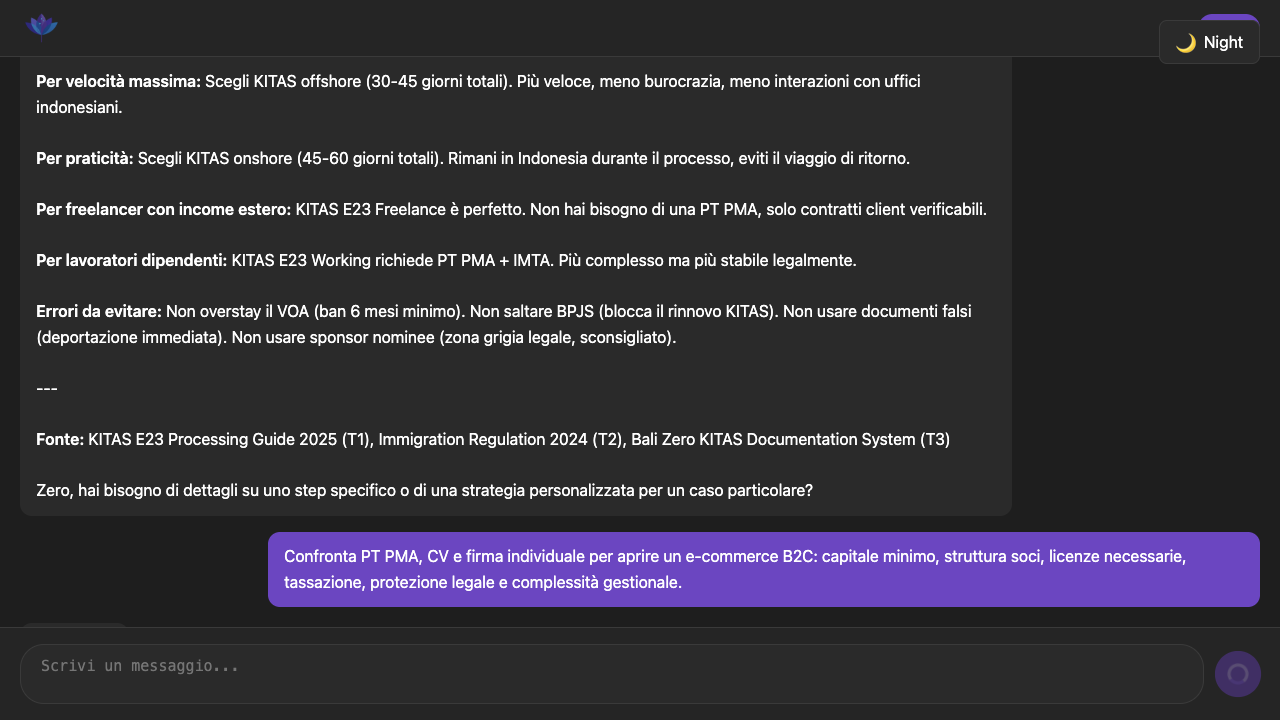 🌙 Night
Per velocità massima: Scegli KITAS offshore (30-45 giorni totali). Più veloce, meno burocrazia, meno interazioni con uffici
indonesiani.
Per praticità: Scegli KITAS onshore (45-60 giorni totali). Rimani in Indonesia durante il processo, eviti il viaggio di ritorno.
Per freelancer con income estero: KITAS E23 Freelance è perfetto. Non hai bisogno di una PT PMA, solo contratti client verificabili.
Per lavoratori dipendenti: KITAS E23 Working richiede PT PMA + IMTA. Più complesso ma più stabile legalmente.
Errori da evitare: Non overstay il VOA (ban 6 mesi minimo). Non saltare BPJS (blocca il rinnovo KITAS). Non usare documenti falsi
(deportazione immediata). Non usare sponsor nominee (zona grigia legale, sconsigliato).
---
Fonte: KITAS E23 Processing Guide 2025 (T1), Immigration Regulation 2024 (T2), Bali Zero KITAS Documentation System (T3)
Zero, hai bisogno di dettagli su uno step specifico o di una strategia personalizzata per un caso particolare?
Confronta PT PMA, CV e firma individuale per aprire un e-commerce B2C: capitale minimo, struttura soci, licenze necessarie,
tassazione, protezione legale e complessità gestionale.
Scrivi un messaggio...